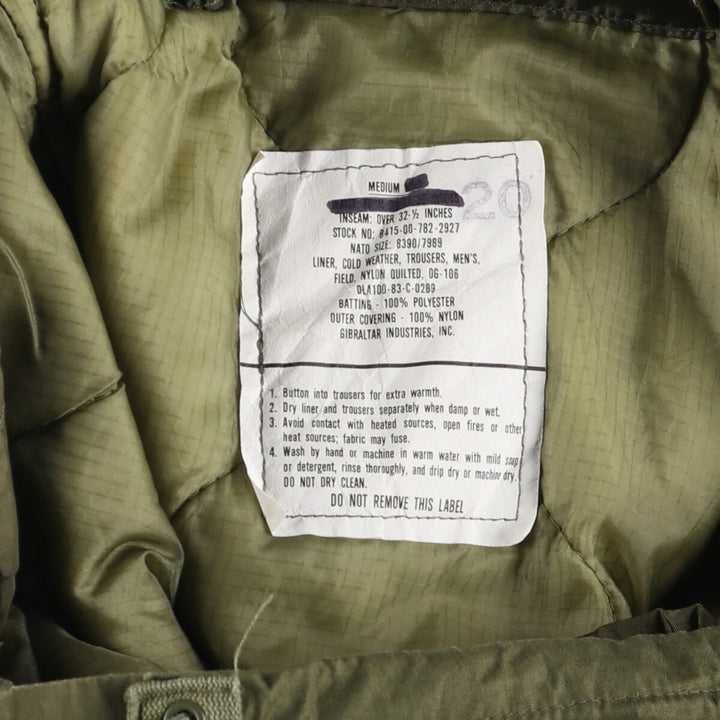 MEDIUM
20
INSEAM: OVER 32-½ INCHES
STOCK NO: 8415-00-782-2927
NATO SIZE: 8390/7989
LINER, COLD WEATHER, TROUSERS, MEN'S,
FIELD, NYLON QUILTED, OG-106
DLA100-83-C-0289
BATTING - 100% POLYESTER
OUTER COVERING - 100% NYLON
GIBRALTAR INDUSTRIES, INC.
1. Button into trousers for extra warmth.
2. Dry liner and trousers separately when damp or wet.
3. Avoid contact with heated sources, open fires or other
heat sources; fabric may fuse.
4. Wash by hand or machine in warm water with mild soap
or detergent, rinse thoroughly, and drip dry or machine dry.
DO NOT DRY CLEAN.
DO NOT REMOVE THIS LABEL